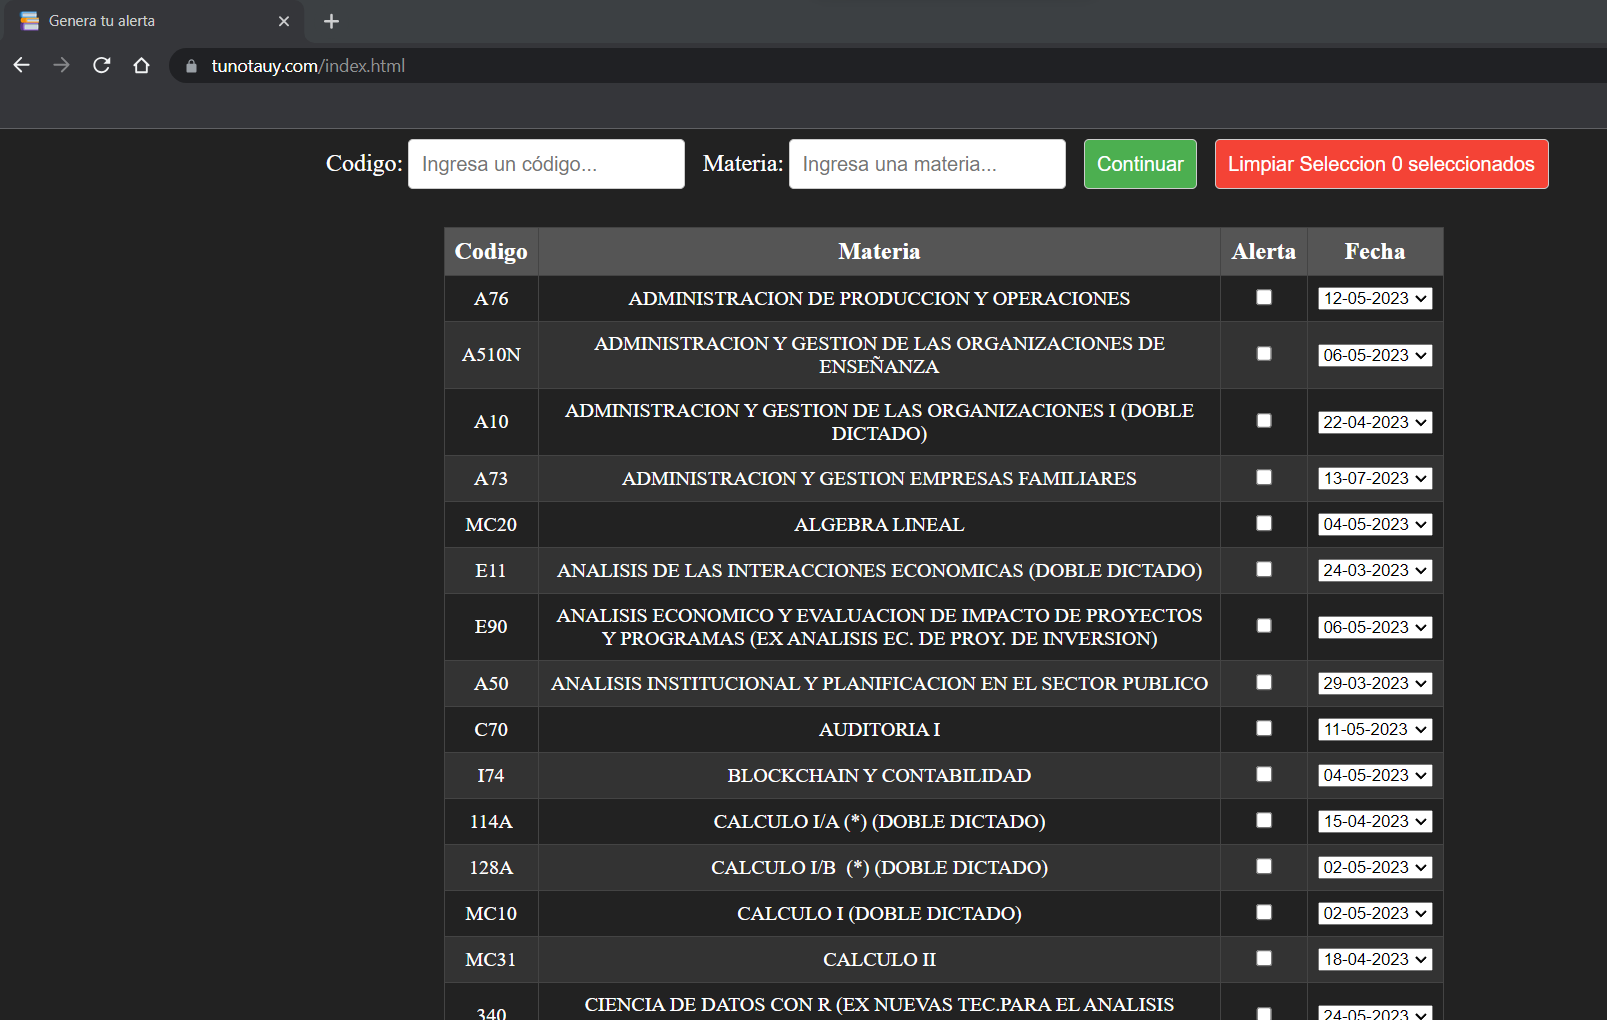 Genera tu alerta
tunotauy.com/index.html
Codigo: Ingresa un código... Materia: Ingresa una materia... Continuar Limpiar Seleccion 0 seleccionados
Codigo Materia Alerta Fecha
A76 ADMINISTRACION DE PRODUCCION Y OPERACIONES 12-05-2023
A510N ADMINISTRACION Y GESTION DE LAS ORGANIZACIONES DE
ENSEÑANZA 06-05-2023
A10 ADMINISTRACION Y GESTION DE LAS ORGANIZACIONES I (DOBLE
DICTADO) 22-04-2023
A73 ADMINISTRACION Y GESTION EMPRESAS FAMILIARES 13-07-2023
MC20 ALGEBRA LINEAL 04-05-2023
E11 ANALISIS DE LAS INTERACCIONES ECONOMICAS (DOBLE DICTADO) 24-03-2023
E90 ANALISIS ECONOMICO Y EVALUACION DE IMPACTO DE PROYECTOS
Y PROGRAMAS (EX ANALISIS EC. DE PROY. DE INVERSION) 06-05-2023
A50 ANALISIS INSTITUCIONAL Y PLANIFICACION EN EL SECTOR PUBLICO 29-03-2023
C70 AUDITORIA I 11-05-2023
I74 BLOCKCHAIN Y CONTABILIDAD 04-05-2023
114A CALCULO I/A (*) (DOBLE DICTADO) 15-04-2023
128A CALCULO I/B (*) (DOBLE DICTADO) 02-05-2023
MC10 CALCULO I (DOBLE DICTADO) 02-05-2023
MC31 CALCULO II 18-04-2023
340 CIENCIA DE DATOS CON R (EX NUEVAS TEC.PARA EL ANALISIS 24-05-2023